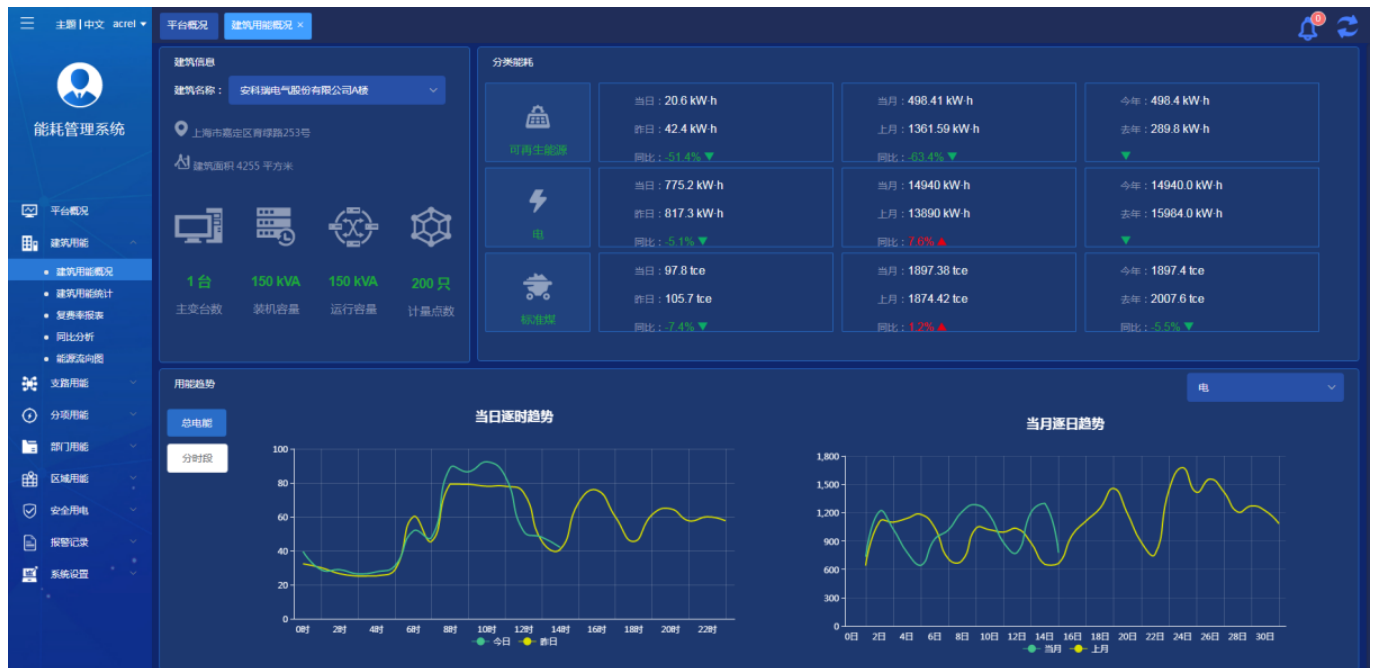 主题 | 中文 acrel
平台概况 建筑用能概况 ×
0
能耗管理系统
平台概况
建筑用能
建筑用能概况
建筑用能统计
复费率报表
同比分析
能源流向图
支路用能
分项用能
部门用能
区域用能
安全用电
报警记录
系统设置
建筑信息
建筑名称： 安科瑞电气股份有限公司A楼
上海市嘉定区育绿路253号
建筑面积 4255 平方米
1 台 150 kVA 150 kVA 200 只
主变台数 装机容量 运行容量 计量点数
分类能耗
可再生能源
当日：20.6 kW·h
昨日：42.4 kW·h
同比：-51.4% ▼
当月：498.41 kW·h
上月：1361.59 kW·h
同比：-63.4% ▼
今年：498.4 kW·h
去年：289.8 kW·h
▼
电
当日：775.2 kW·h
昨日：817.3 kW·h
同比：-5.1% ▼
当月：14940 kW·h
上月：13890 kW·h
同比：7.6% ▲
今年：14940.0 kW·h
去年：15984.0 kW·h
▼
标准煤
当日：97.8 tce
昨日：105.7 tce
同比：-7.4% ▼
当月：1897.38 tce
上月：1874.42 tce
同比：1.2% ▲
今年：1897.4 tce
去年：2007.6 tce
同比：-5.5% ▼
用能趋势
电
总电能
分时段
当日逐时趋势
100
80
60
40
20
0
0时 2时 4时 6时 8时 10时 12时 14时 16时 18时 20时 22时
今日 昨日
当月逐日趋势
1,800
1,500
1,200
900
600
300
0
0日 2日 4日 6日 8日 10日 12日 14日 16日 18日 20日 22日 24日 26日 28日 30日
当月 上月